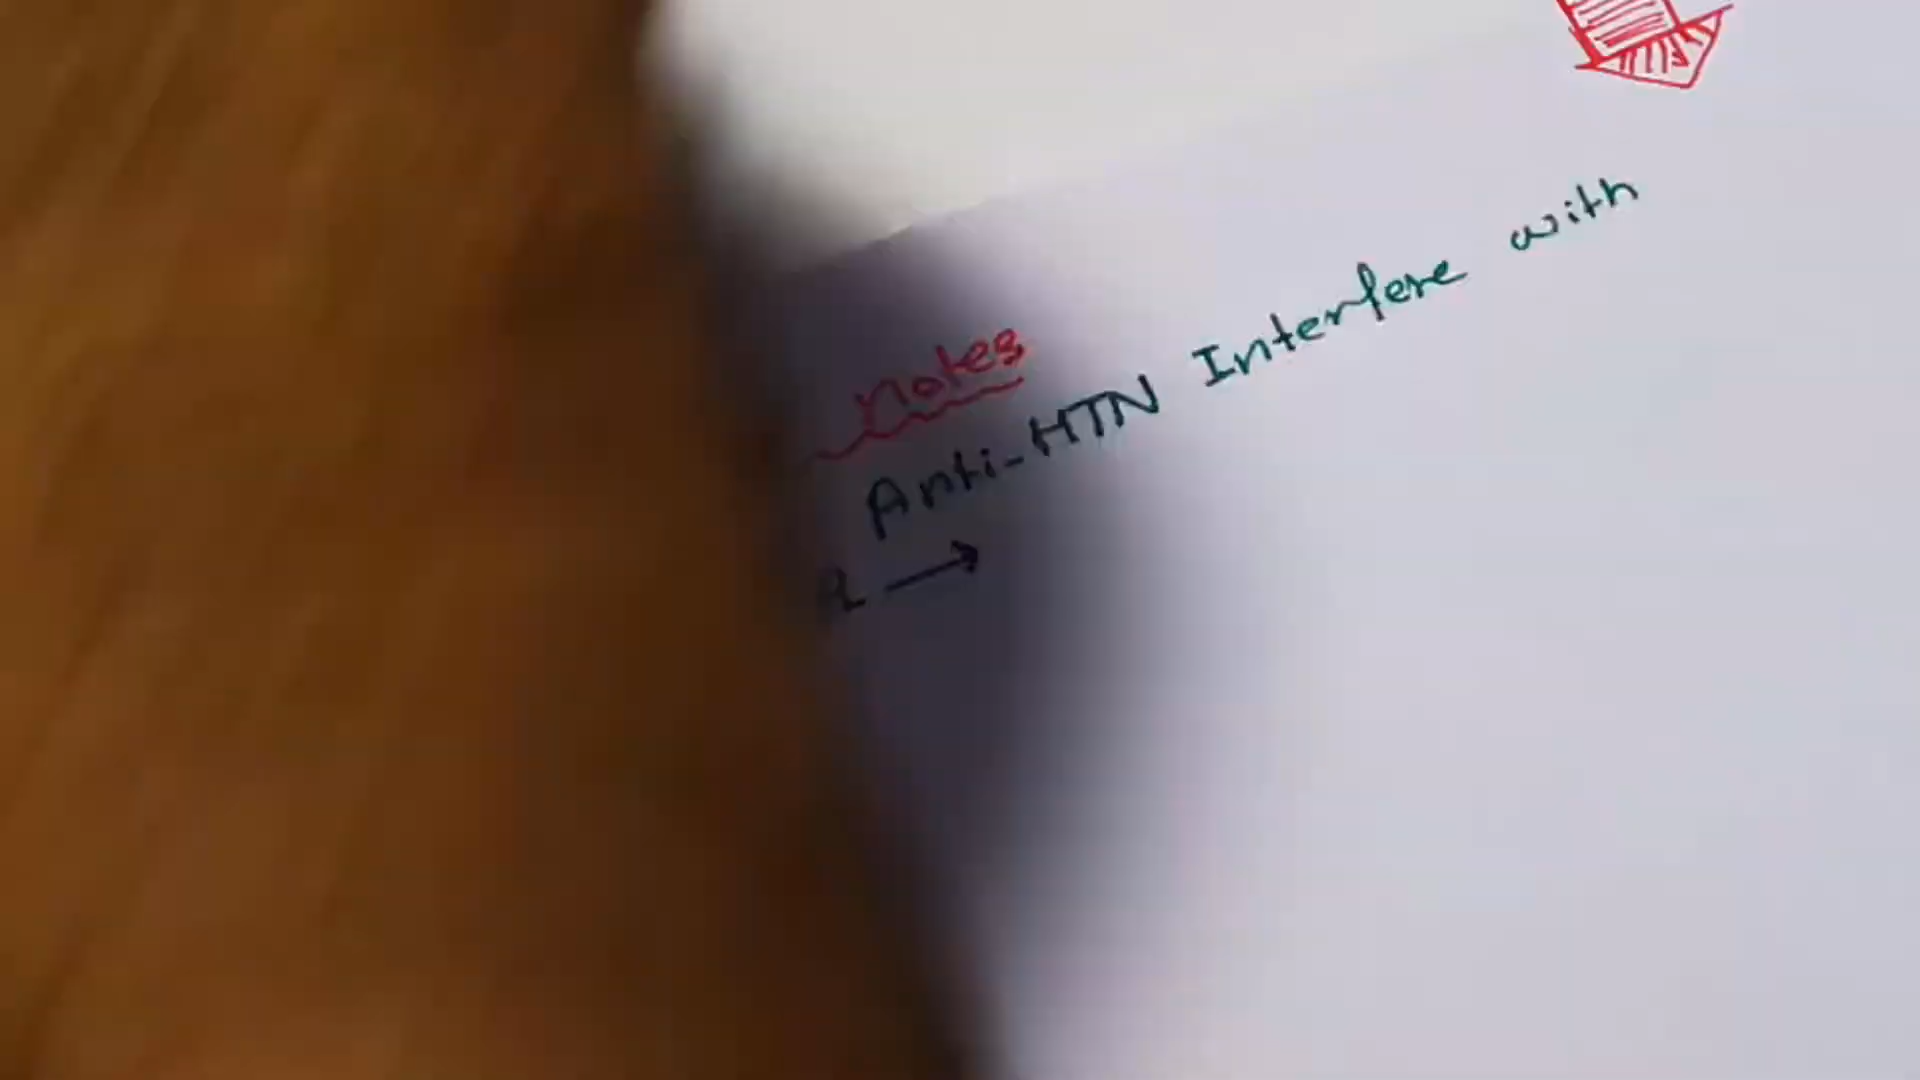 notes
Anti-HTN Interfere with
→